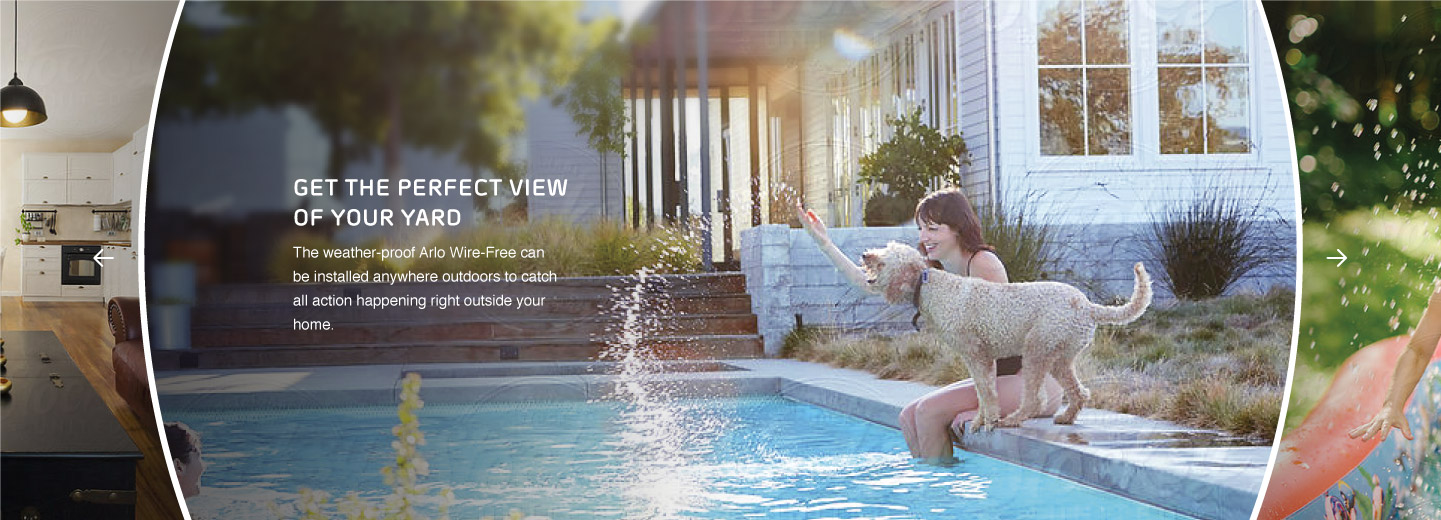 GET THE PERFECT VIEW
OF YOUR YARD
The weather-proof Arlo Wire-Free can
be installed anywhere outdoors to catch
all action happening right outside your
home.